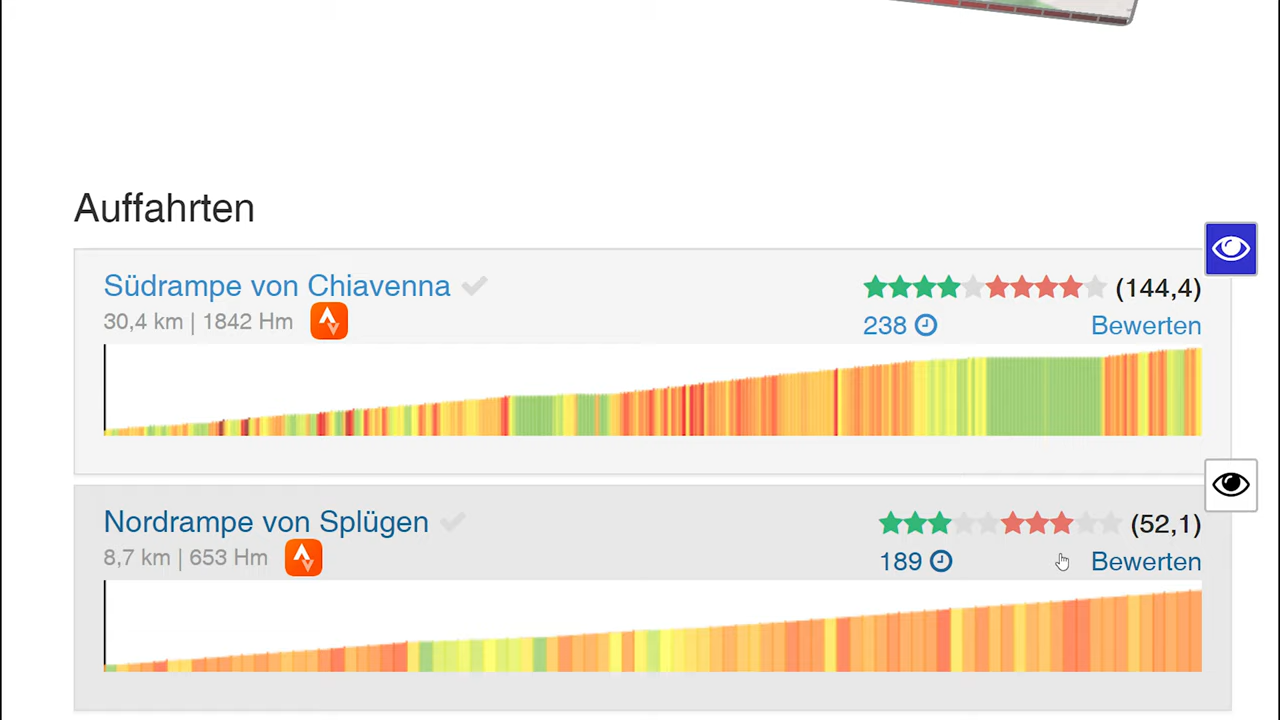 Auffahrten
Südrampe von Chiavenna
(144,4)
30,4 km | 1842 Hm
238
Bewerten
Nordrampe von Splügen
(52,1)
8,7 km | 653 Hm
189
Bewerten